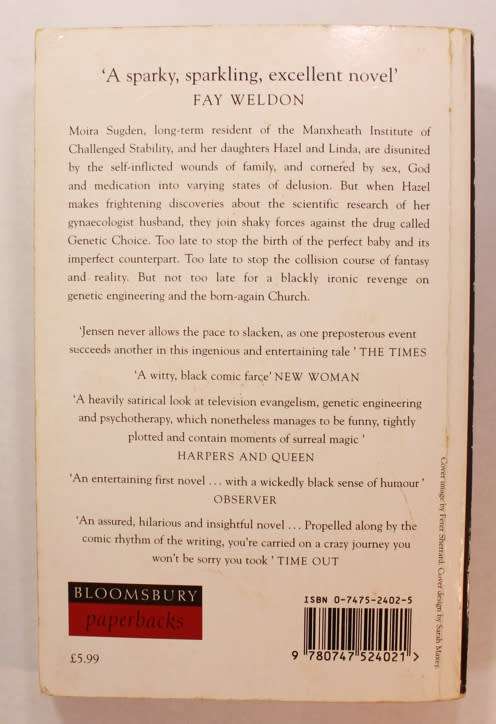 ‘A sparky, sparkling, excellent novel’
FAY WELDON
Moira Sugden, long-term resident of the Manxheath Institute of
Challenged Stability, and her daughters Hazel and Linda, are disunited
by the self-inflicted wounds of family, and cornered by sex, God
and medication into varying states of delusion. But when Hazel
makes frightening discoveries about the scientific research of her
gynaecologist husband, they join shaky forces against the drug called
Genetic Choice. Too late to stop the birth of the perfect baby and its
imperfect counterpart. Too late to stop the collision course of fantasy
and reality. But not too late for a blackly ironic revenge on
genetic engineering and the born-again Church.
‘Jensen never allows the pace to slacken, as one preposterous event
succeeds another in this ingenious and entertaining tale ’ THE TIMES
‘A witty, black comic farce’ NEW WOMAN
‘A heavily satirical look at television evangelism, genetic engineering
and psychotherapy, which nonetheless manages to be funny, tightly
plotted and contain moments of surreal magic ’
HARPERS AND QUEEN
‘An entertaining first novel . . . with a wickedly black sense of humour ’
OBSERVER
‘An assured, hilarious and insightful novel . . . Propelled along by the
comic rhythm of the writing, you’re carried on a crazy journey you
won’t be sorry you took ’ TIME OUT
Cover image by Peter Sherrard. Cover design by Sarah Maxey.
BLOOMSBURY
paperbacks
£5.99
ISBN 0-7475-2402-5
9 780747 524021 >